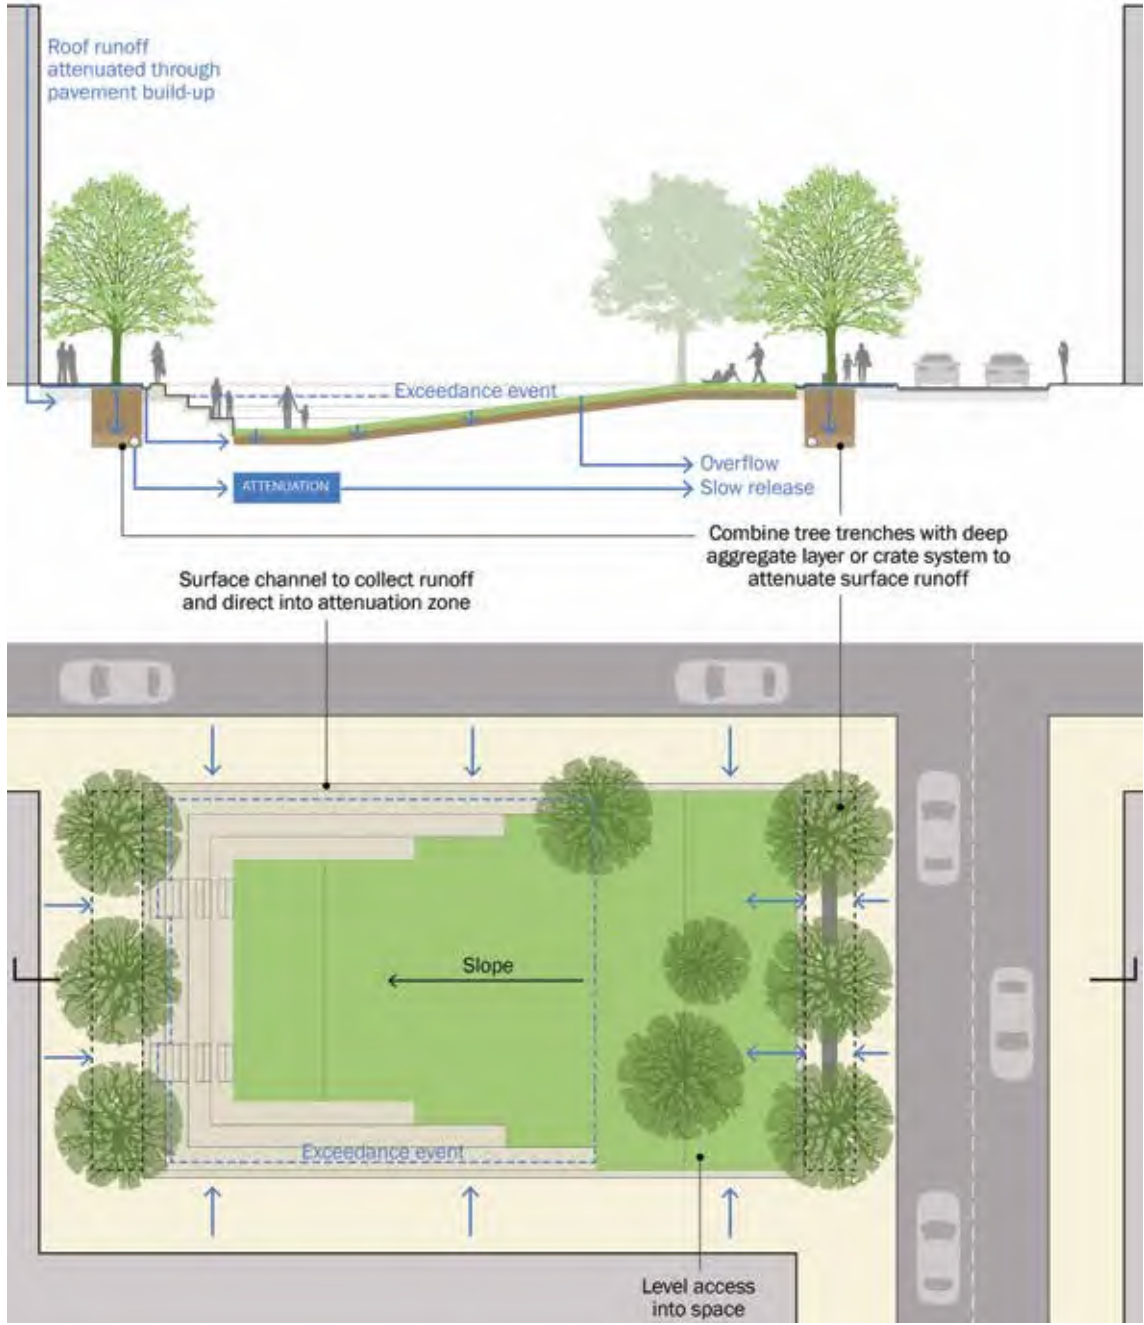 Roof runoff
attenuated through
pavement build-up
Exceedance event
Overflow
ATTENUATION
Slow release
Combine tree trenches with deep
aggregate layer or crate system to
attenuate surface runoff
Surface channel to collect runoff
and direct into attenuation zone
Slope
Exceedance event
Level access
into space